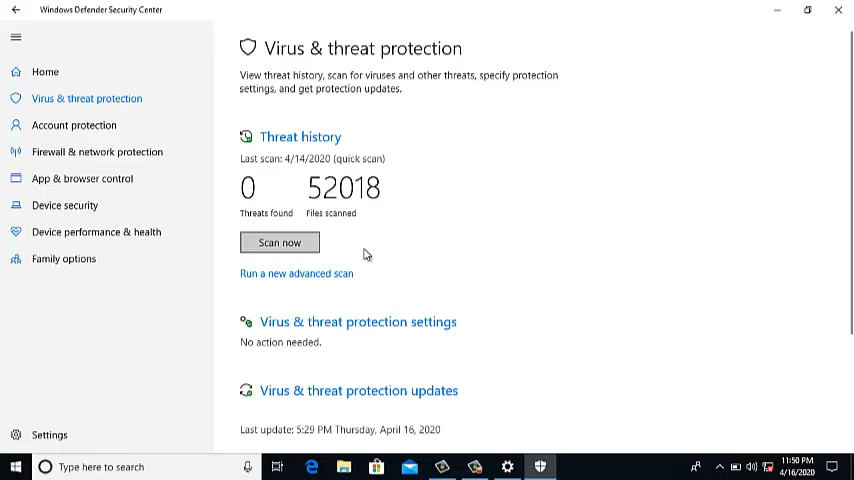 Windows Defender Security Center
Home
Virus & threat protection
Account protection
Firewall & network protection
App & browser control
Device security
Device performance & health
Family options
Settings
Virus & threat protection
View threat history, scan for viruses and other threats, specify protection
settings, and get protection updates.
Threat history
Last scan: 4/14/2020 (quick scan)
0 52018
Threats found Files scanned
Scan now
Run a new advanced scan
Virus & threat protection settings
No action needed.
Virus & threat protection updates
Last update: 5:29 PM Thursday, April 16, 2020
Type here to search
11:50 PM
4/16/2020